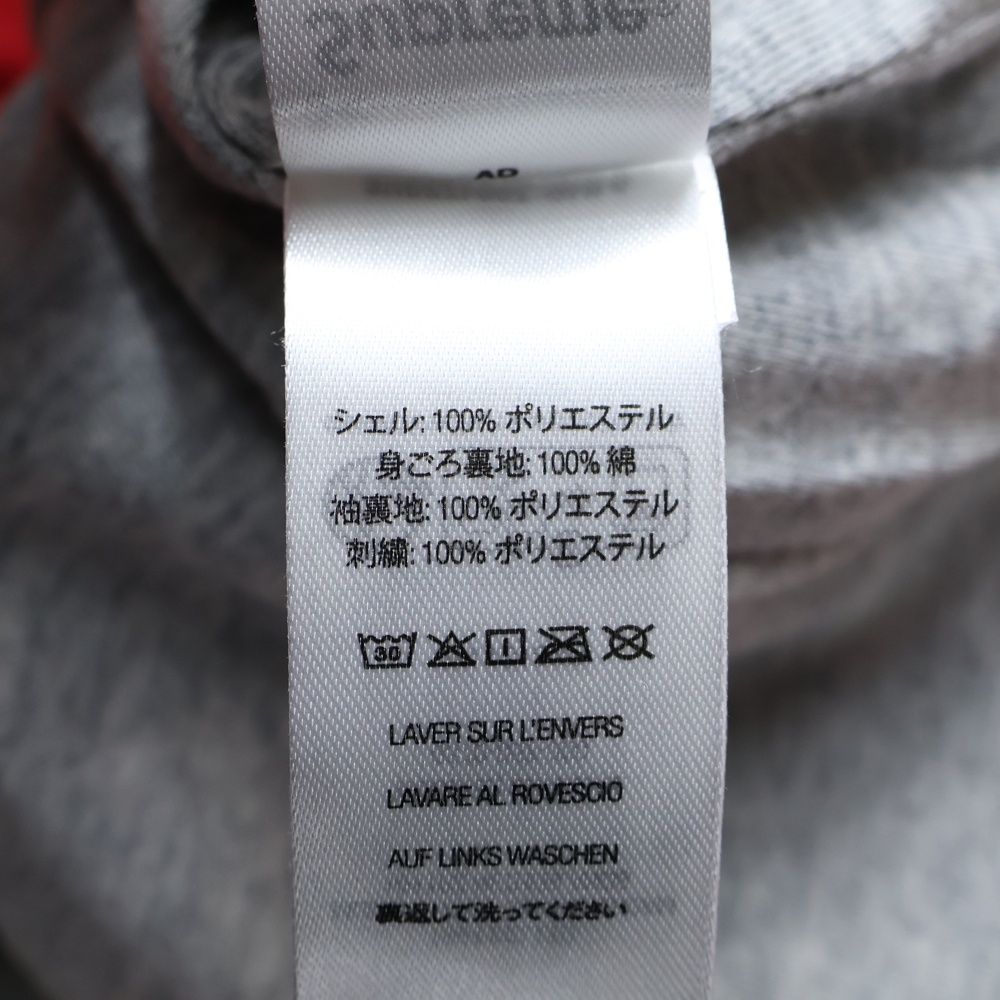 Supreme
シェル: 100% ポリエステル
身ごろ裏地: 100% 綿
袖裏地: 100% ポリエステル
刺繍: 100% ポリエステル
30
LAVER SUR L'ENVERS
LAVARE AL ROVESCIO
AUF LINKS WASCHEN
裏返して洗ってください